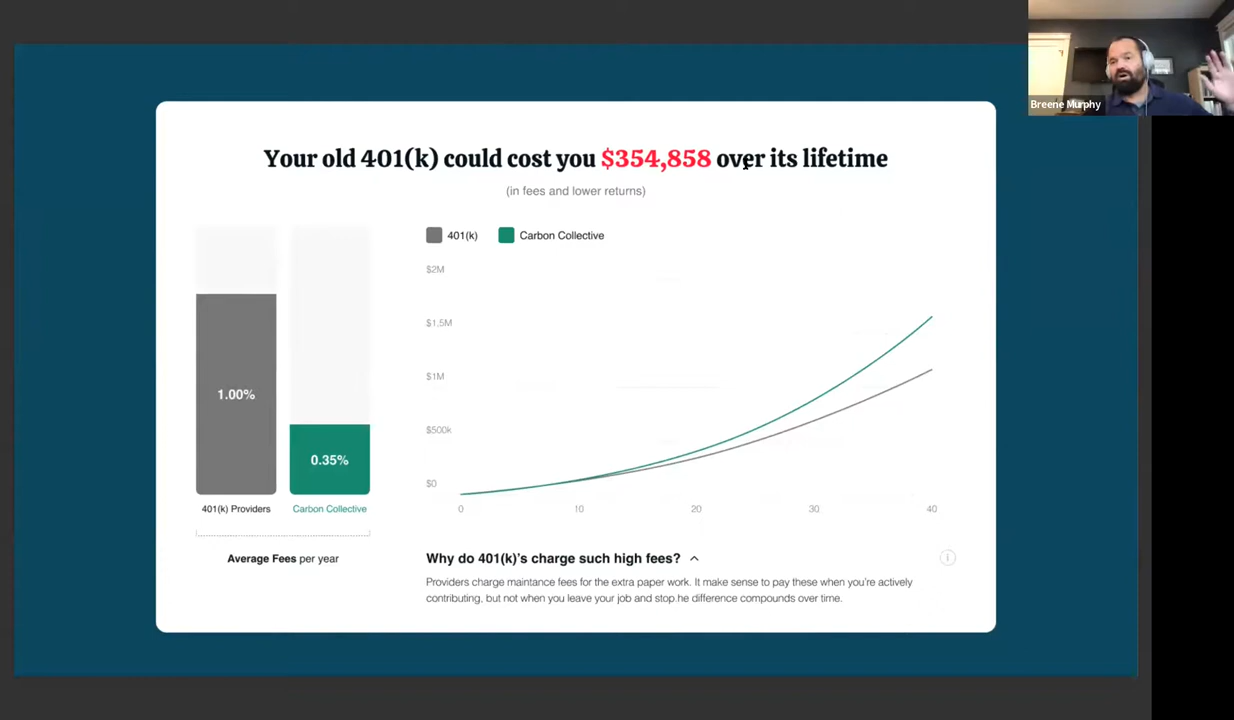 Breene Murphy
Your old 401(k) could cost you $354,858 over its lifetime
(in fees and lower returns)
401(k)
Carbon Collective
$2M
$1,5M
$1M
$500k
$0
0
10
20
30
40
1.00%
0.35%
401(k) Providers
Carbon Collective
Average Fees per year
Why do 401(k)'s charge such high fees?
Providers charge maintance fees for the extra paper work. It make sense to pay these when you're actively
contributing, but not when you leave your job and stop.he difference compounds over time.